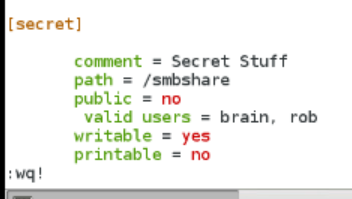 [secret]
comment = Secret Stuff
path = /smbshare
public = no
valid users = brain, rob
writable = yes
printable = no
:wq!